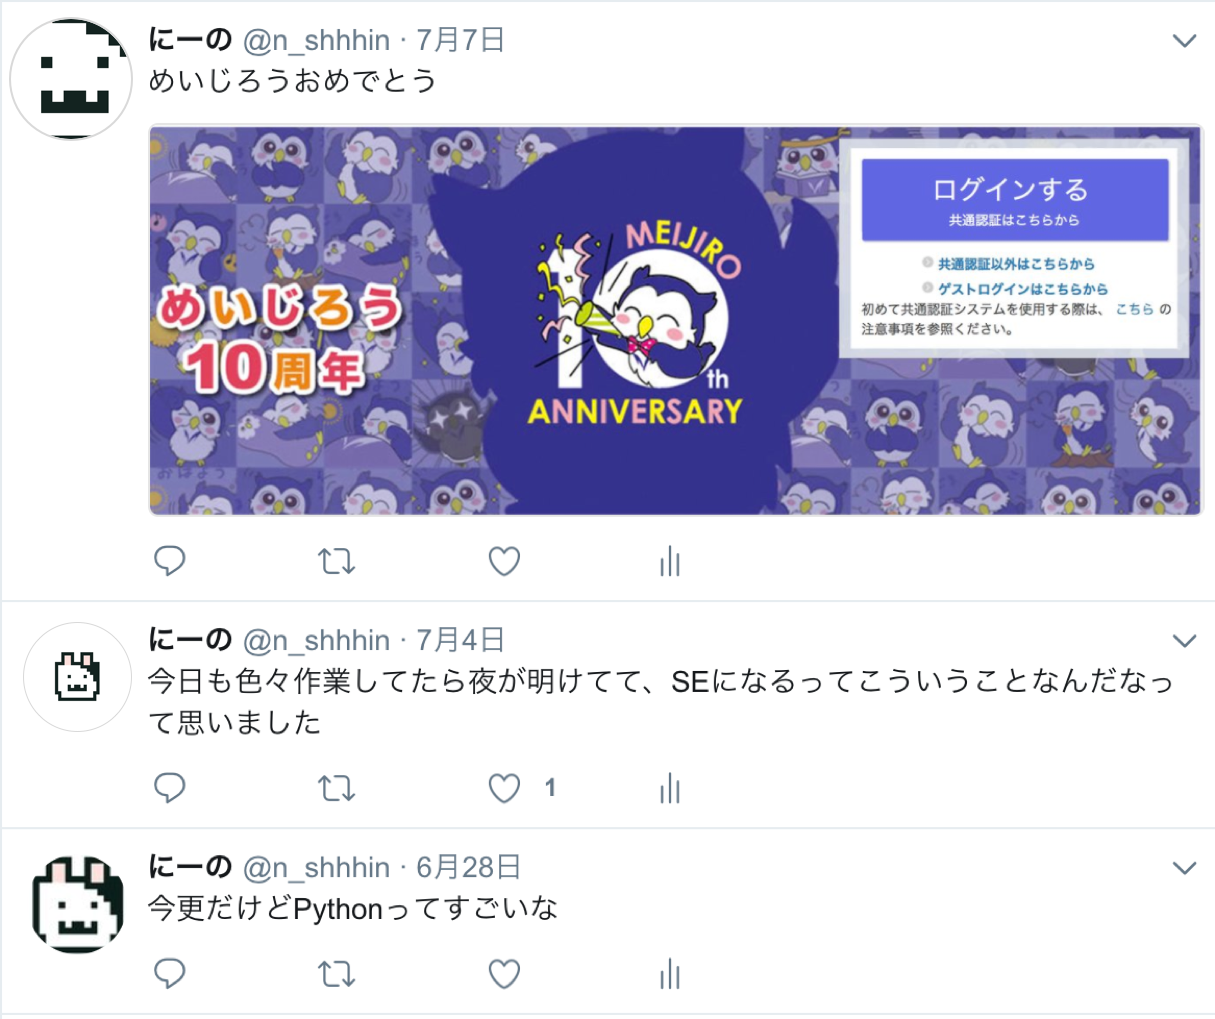 にーの @n_shhhin · 7月7日
めいじろうおめでとう
めいじろう
10周年
MEIJIRO
10th
ANNIVERSARY
ログインする
共通認証はこちらから
共通認証以外はこちらから
ゲストログインはこちらから
初めて共通認証システムを使用する際は、 こちら の
注意事項を参照ください。
おはよう
にーの @n_shhhin · 7月4日
今日も色々作業してたら夜が明けてて、SEになるってこういうことなんだなっ
て思いました
1
にーの @n_shhhin · 6月28日
今更だけどPythonってすごいな